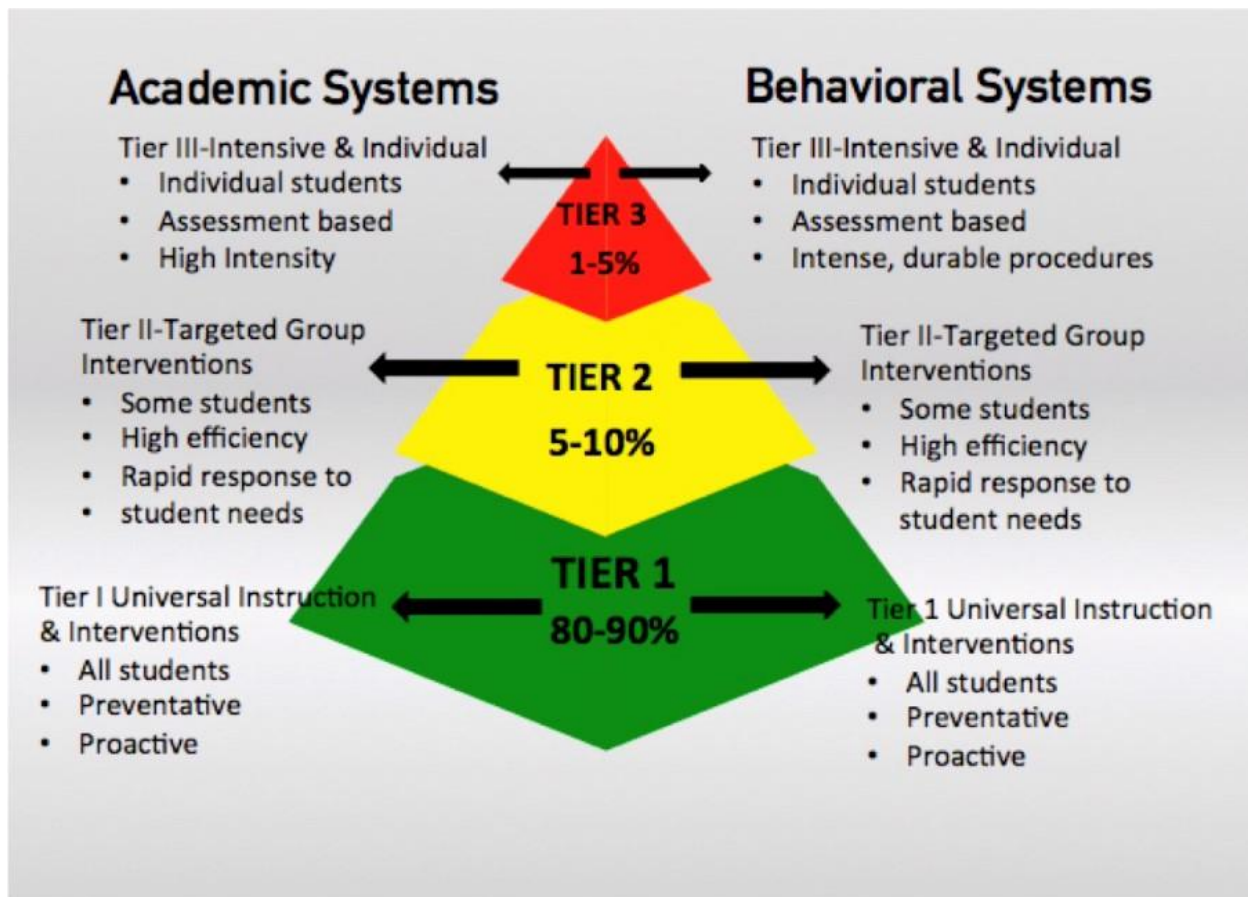 Academic Systems
Tier III-Intensive & Individual
• Individual students
• Assessment based
• High Intensity
Tier II-Targeted Group
Interventions
• Some students
• High efficiency
• Rapid response to
• student needs
Tier I Universal Instruction
& Interventions
• All students
• Preventative
• Proactive
TIER 3
1-5%
TIER 2
5-10%
TIER 1
80-90%
Behavioral Systems
Tier III-Intensive & Individual
• Individual students
• Assessment based
• Intense, durable procedures
Tier II-Targeted Group
Interventions
• Some students
• High efficiency
• Rapid response to
student needs
Tier 1 Universal Instruction
& Interventions
• All students
• Preventative
• Proactive